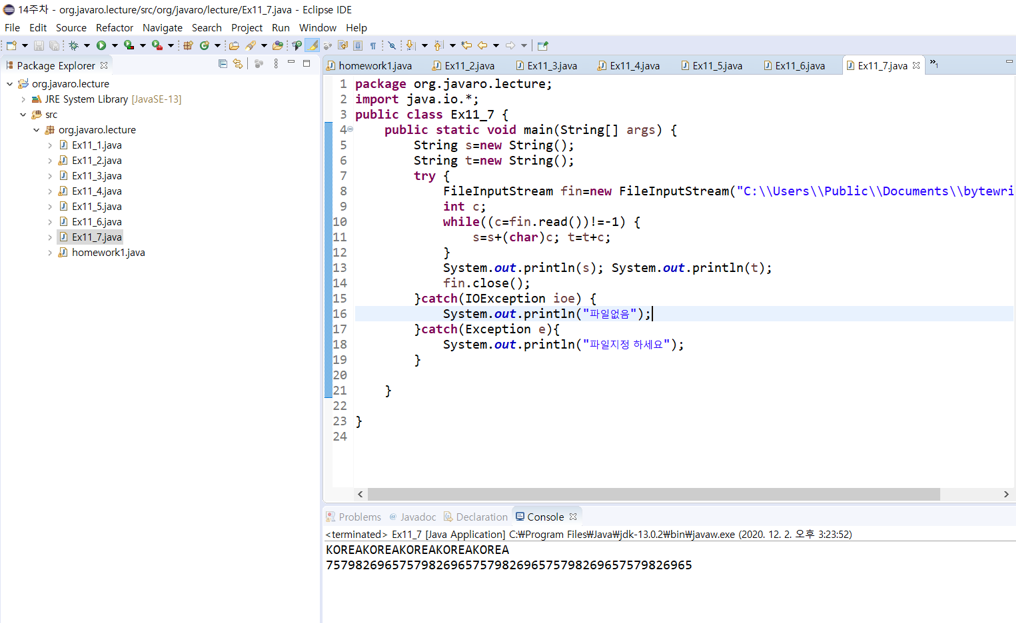 14주차 - org.javaro.lecture/src/org/javaro/lecture/Ex11_7.java - Eclipse IDE
File Edit Source Refactor Navigate Search Project Run Window Help
Package Explorer
org.javaro.lecture
JRE System Library [JavaSE-13]
src
org.javaro.lecture
Ex11_1.java
Ex11_2.java
Ex11_3.java
Ex11_4.java
Ex11_5.java
Ex11_6.java
Ex11_7.java
homework1.java
homework1.java Ex11_2.java Ex11_3.java Ex11_4.java Ex11_5.java Ex11_6.java Ex11_7.java »1
1 package org.javaro.lecture;
2 import java.io.*;
3 public class Ex11_7 {
4 public static void main(String[] args) {
5 String s=new String();
6 String t=new String();
7 try {
8 FileInputStream fin=new FileInputStream("C:\\Users\\Public\\Documents\\bytewri
9 int c;
10 while((c=fin.read())!=-1) {
11 s=s+(char)c; t=t+c;
12 }
13 System.out.println(s); System.out.println(t);
14 fin.close();
15 }catch(IOException ioe) {
16 System.out.println("파일없음");
17 }catch(Exception e){
18 System.out.println("파일지정 하세요");
19 }
20
21 }
22
23 }
24
Problems Javadoc Declaration Console
<terminated> Ex11_7 [Java Application] C:₩Program Files₩Java₩jdk-13.0.2₩bin₩javaw.exe (2020. 12. 2. 오후 3:23:52)
KOREAKOREAKOREAKOREAKOREA
75798269657579826965757982696575798269657579826965